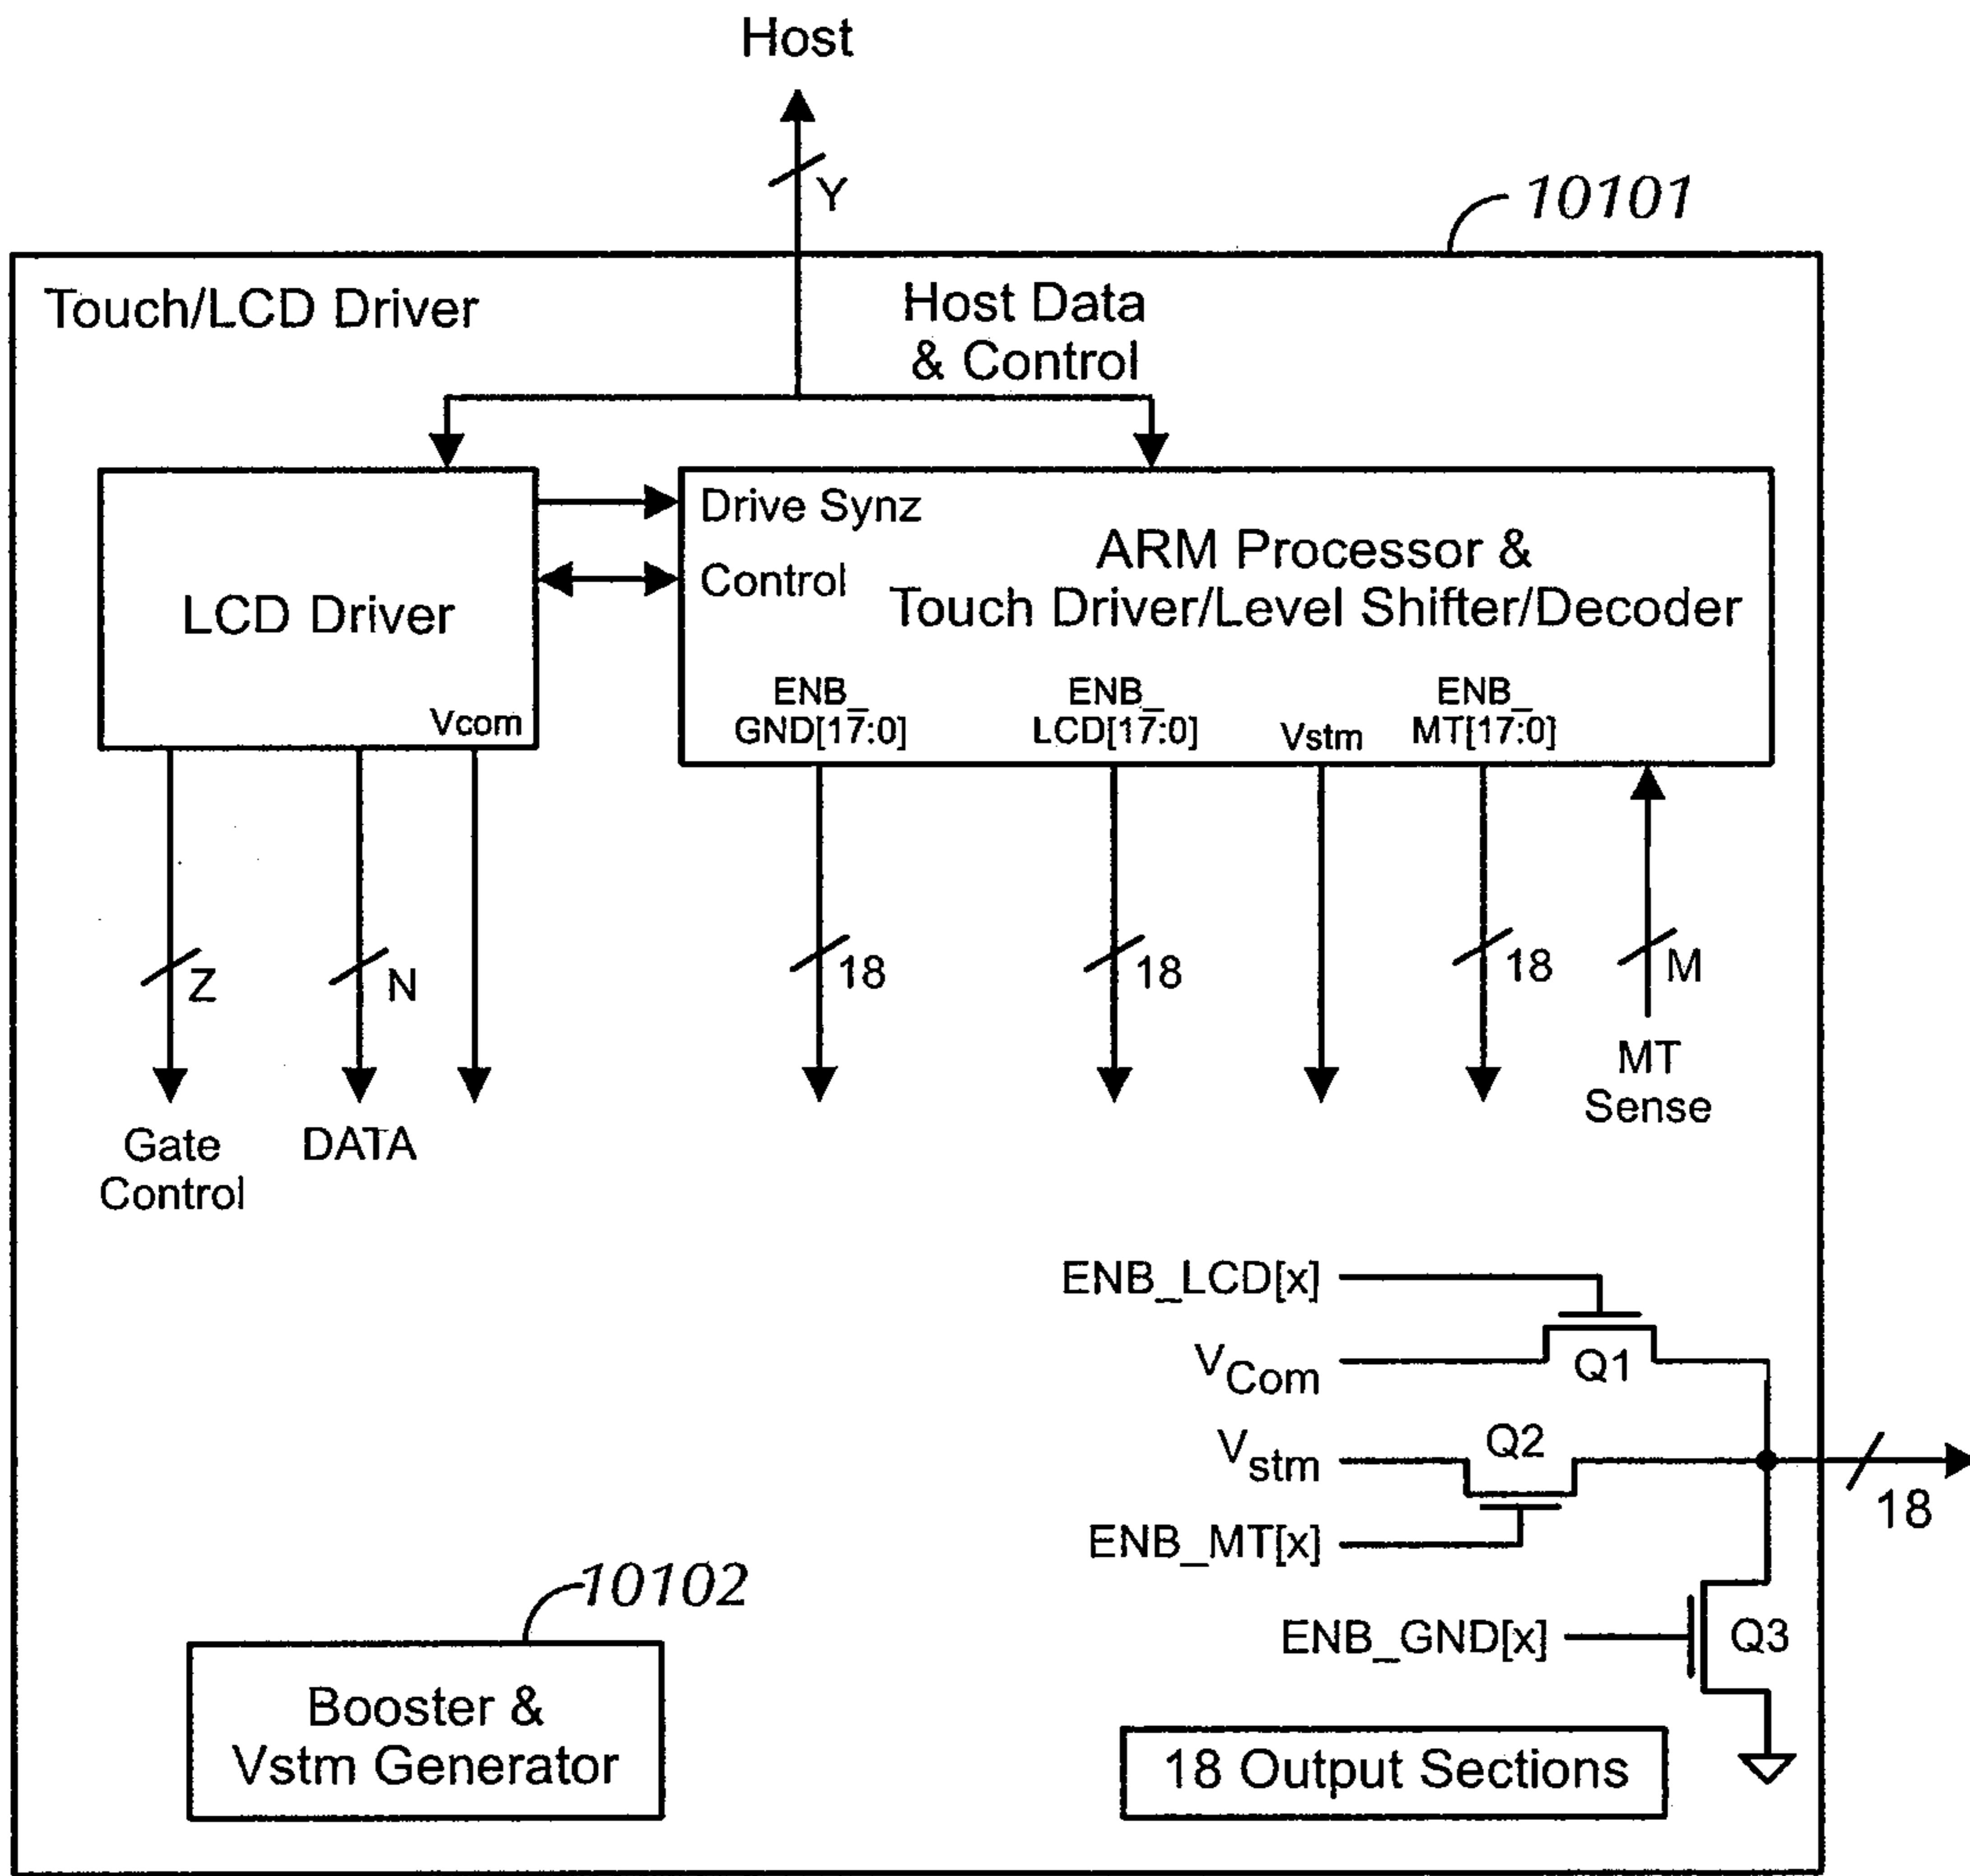 Host
Y
10101
Touch/LCD Driver
Host Data
& Control
Drive Synz
Control
LCD Driver
Vcom
ARM Processor &
Touch Driver/Level Shifter/Decoder
ENB_
GND[17:0]
ENB_
LCD[17:0]
Vstm
ENB_
MT[17:0]
Z
N
18
18
18
M
Gate
Control
DATA
MT
Sense
ENB_LCD[x]
VCom
Q1
Vstm
Q2
18
ENB_MT[x]
ENB_GND[x]
Q3
10102
Booster &
Vstm Generator
18 Output Sections